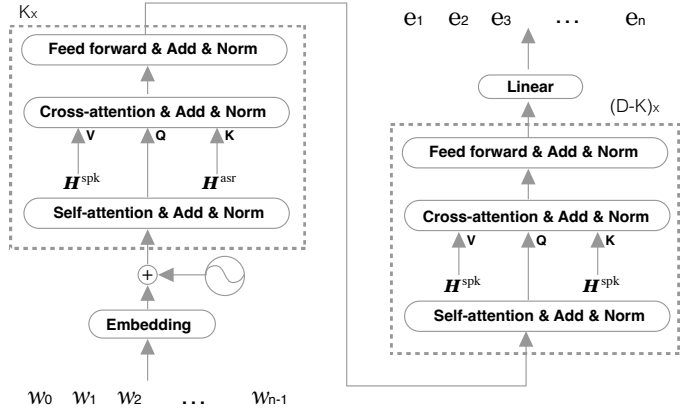 Kx
Feed forward & Add & Norm
Cross-attention & Add & Norm
V Q K
H^spk H^asr
Self-attention & Add & Norm
+
Embedding
w0 w1 w2 ... wn-1
e1 e2 e3 ... en
Linear
(D-K)x
Feed forward & Add & Norm
Cross-attention & Add & Norm
V Q K
H^spk H^spk
Self-attention & Add & Norm